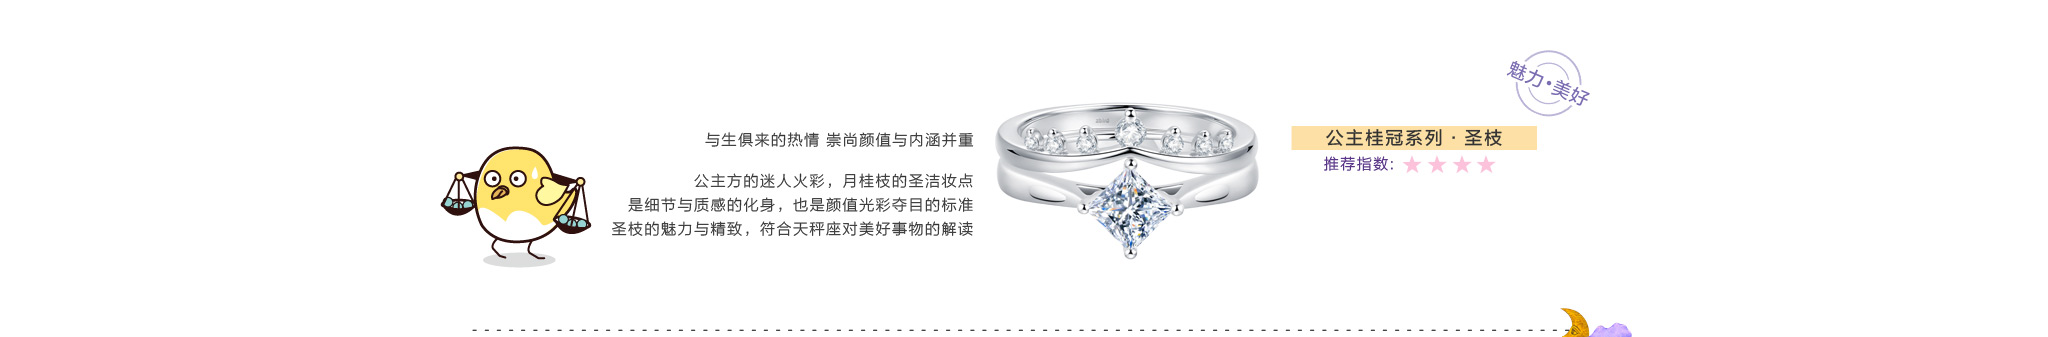 与生俱来的热情 崇尚颜值与内涵并重
公主方的迷人火彩，月桂枝的圣洁妆点
是细节与质感的化身，也是颜值光彩夺目的标准
圣枝的魅力与精致，符合天秤座对美好事物的解读
魅力·美好
公主桂冠系列 · 圣枝
推荐指数: